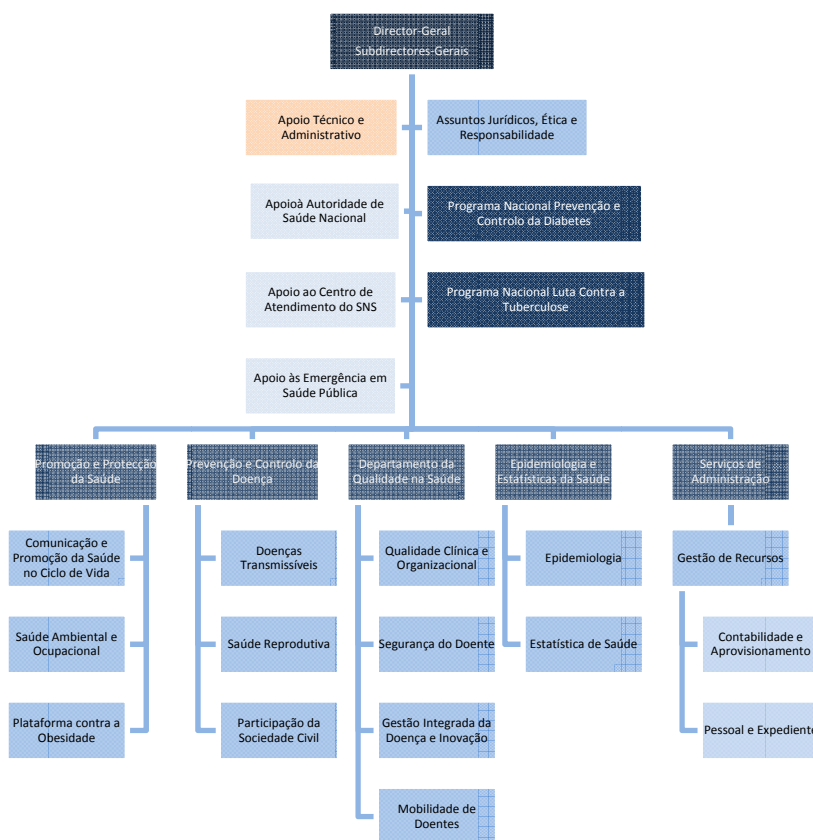 Director-Geral
Subdirectores-Gerais
Apoio Técnico e
Administrativo
Assuntos Jurídicos, Ética e
Responsabilidade
Apoioà Autoridade de
Saúde Nacional
Programa Nacional Prevenção e
Controlo da Diabetes
Apoio ao Centro de
Atendimento do SNS
Programa Nacional Luta Contra a
Tuberculose
Apoio às Emergência em
Saúde Pública
Promoção e Protecção
da Saúde
Prevenção e Controlo da
Doença
Departamento da
Qualidade na Saúde
Epidemiologia e
Estatísticas da Saúde
Serviços de
Administração
Comunicação e
Promoção da Saúde
no Ciclo de Vida
Doenças
Transmissíveis
Qualidade Clínica e
Organizacional
Epidemiologia
Gestão de Recursos
Saúde Ambiental e
Ocupacional
Saúde Reprodutiva
Segurança do Doente
Estatística de Saúde
Contabilidade e
Aprovisionamento
Plataforma contra a
Obesidade
Participação da
Sociedade Civil
Gestão Integrada da
Doença e Inovação
Pessoal e Expediente
Mobilidade de
Doentes